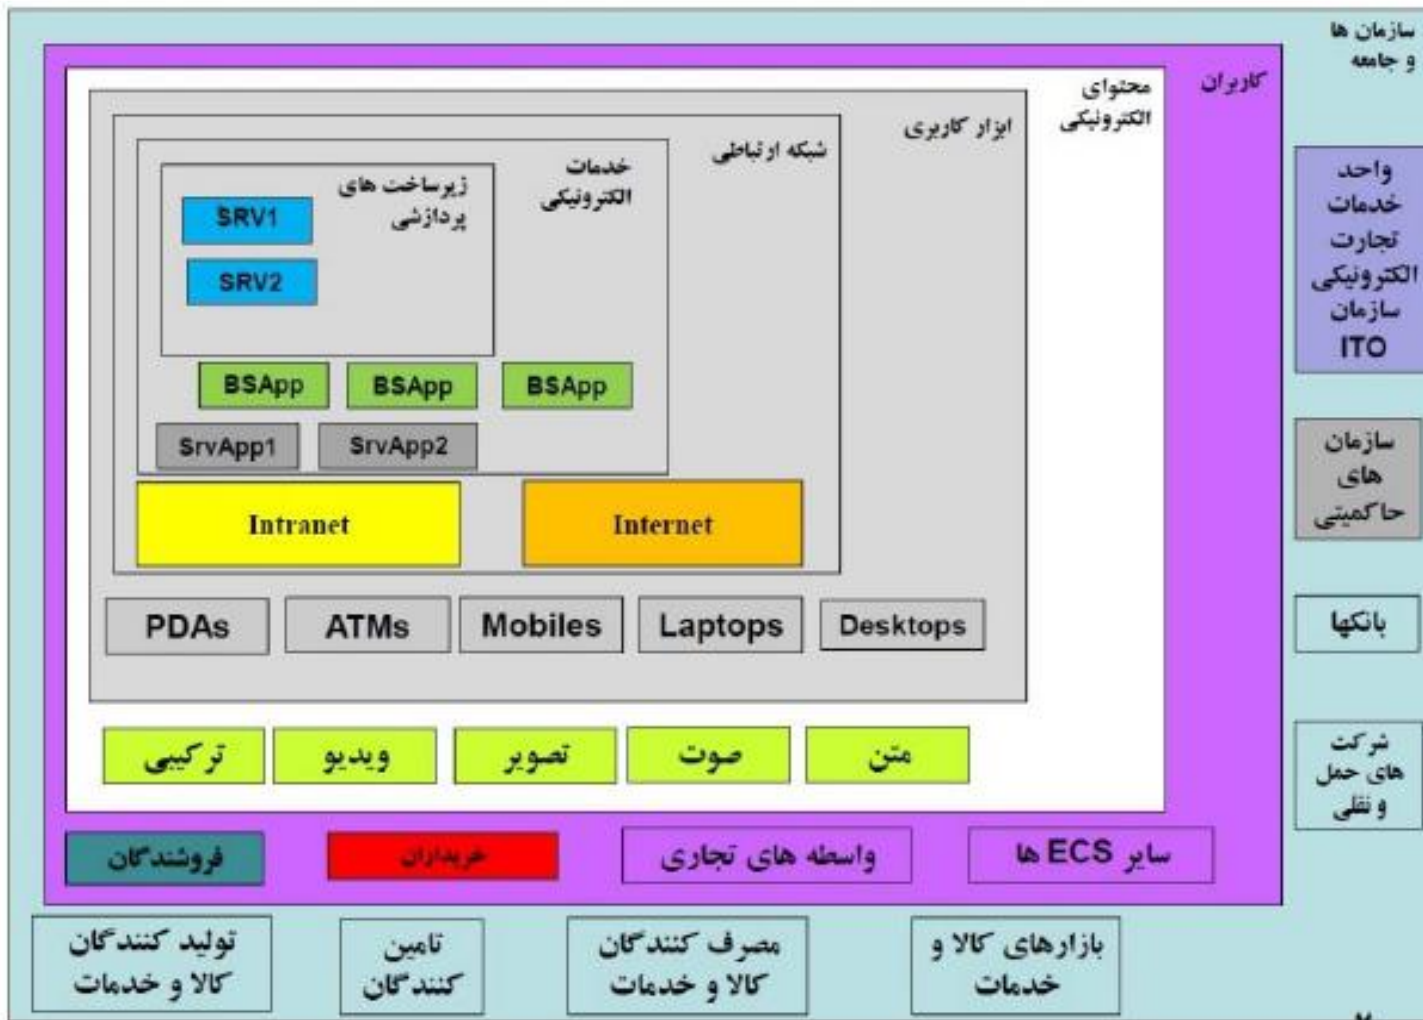 سازمان ها
و جامعه
کاربران
محتوای
الکترونیکی
ابزار کاربری
شبکه ارتباطی
خدمات
الکترونیکی
زیرساخت های
پردازشی
SRV1
SRV2
BSApp
BSApp
BSApp
SrvApp1
SrvApp2
Intranet
Internet
PDAs
ATMs
Mobiles
Laptops
Desktops
متن
صوت
تصویر
ویدیو
ترکیبی
سایر ECS ها
واسطه های تجاری
خریداران
فروشندگان
واحد
خدمات
تجارت
الکترونیکی
سازمان
ITO
سازمان
های
حاکمیتی
بانکها
شرکت
های حمل
و نقلی
بازارهای کالا و
خدمات
مصرف کنندگان
کالا و خدمات
تامین
کنندگان
تولید کنندگان
کالا و خدمات